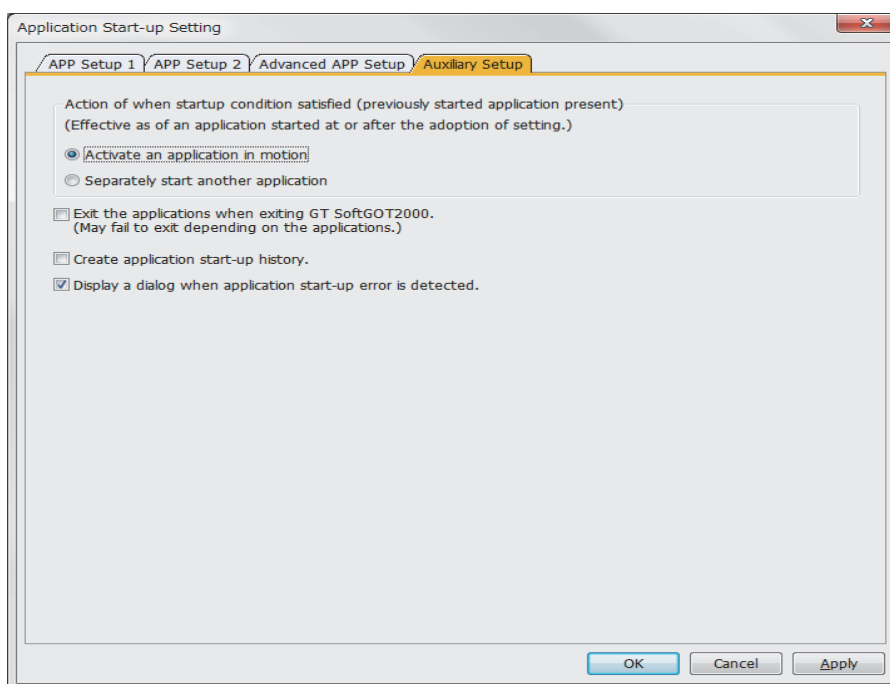 Application Start-up Setting
APP Setup 1 APP Setup 2 Advanced APP Setup Auxiliary Setup
Action of when startup condition satisfied (previously started application present)
(Effective as of an application started at or after the adoption of setting.)
Activate an application in motion
Separately start another application
Exit the applications when exiting GT SoftGOT2000.
(May fail to exit depending on the applications.)
Create application start-up history.
Display a dialog when application start-up error is detected.
OK Cancel Apply